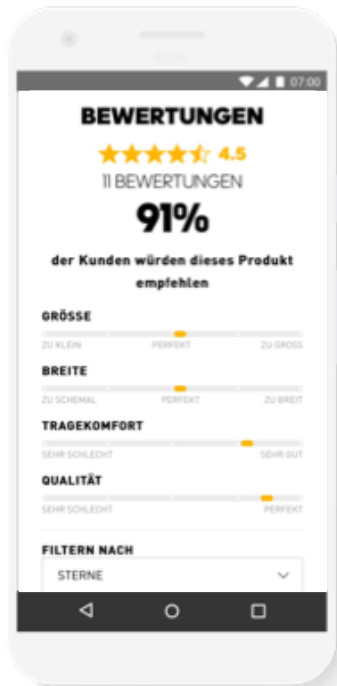 07:00
BEWERTUNGEN
4.5
11 BEWERTUNGEN
91%
der Kunden würden dieses Produkt
empfehlen
GRÖSSE
ZU KLEIN PERFEKT ZU GROSS
BREITE
ZU SCHEMAL PERFEKT ZU BREIT
TRAGEKOMFORT
SEHR SCHLECHT SEHR GUT
QUALITÄT
SEHR SCHLECHT PERFEKT
FILTERN NACH
STERNE